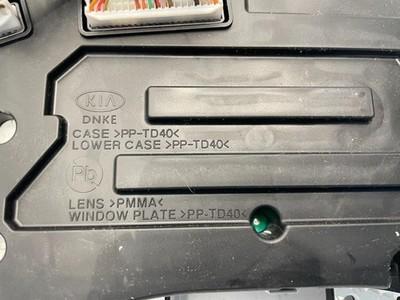 KIA
DNKE
CASE >PP-TD40<
LOWER CASE >PP-TD40<
Pb
LENS >PMMA<
WINDOW PLATE >PP-TD40<